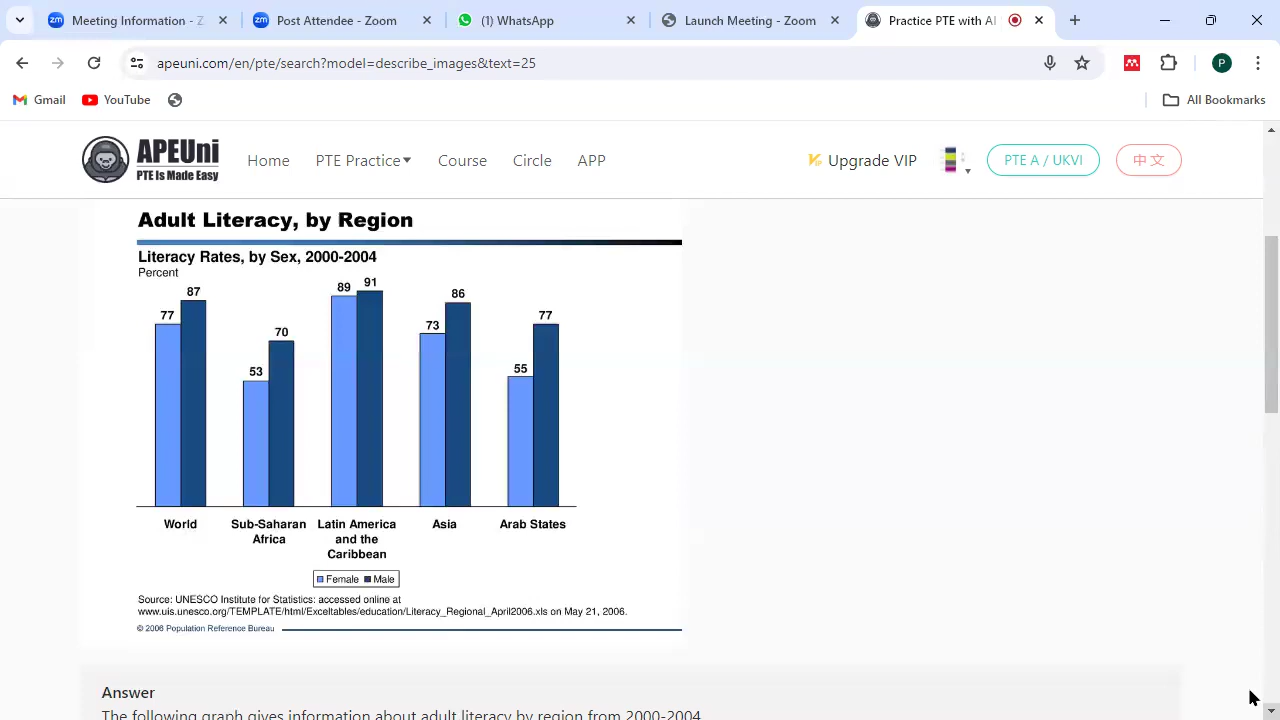 Meeting Information - Z
Post Attendee - Zoom
(1) WhatsApp
Launch Meeting - Zoom
Practice PTE with AI
apeuni.com/en/pte/search?model=describe_images&text=25
P
Gmail
YouTube
All Bookmarks
APEUni
PTE Is Made Easy
Home
PTE Practice
Course
Circle
APP
Upgrade VIP
PTE A / UKVI
中 文
Adult Literacy, by Region
Literacy Rates, by Sex, 2000-2004
Percent
77 87 53 70 89 91 73 86 55 77
World Sub-Saharan Africa Latin America and the Caribbean Asia Arab States
Female Male
Source: UNESCO Institute for Statistics: accessed online at
www.uis.unesco.org/TEMPLATE/html/Exceltables/education/Literacy_Regional_April2006.xls on May 21, 2006.
© 2006 Population Reference Bureau
Answer
The following graph gives information about adult literacy by region from 2000-2004